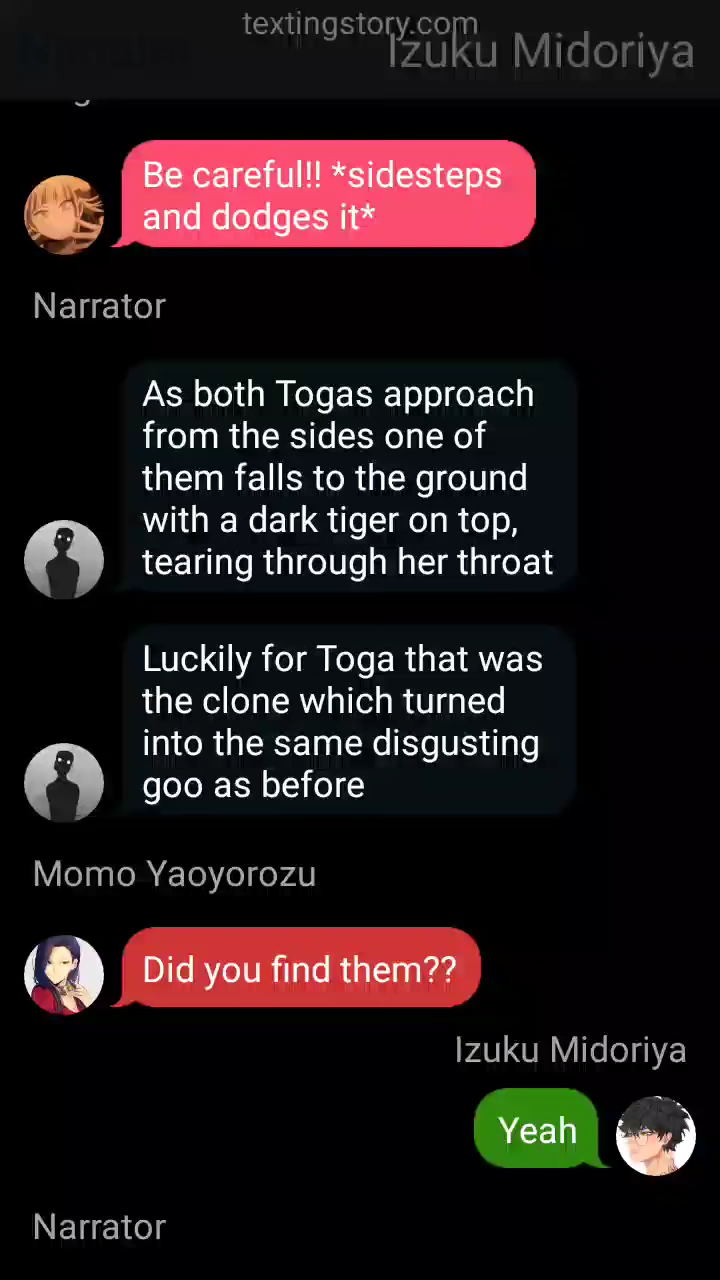 textingstory.com
Izuku Midoriya
Be careful!! *sidesteps
and dodges it*
Narrator
As both Togas approach
from the sides one of
them falls to the ground
with a dark tiger on top,
tearing through her throat
Luckily for Toga that was
the clone which turned
into the same disgusting
goo as before
Momo Yaoyorozu
Did you find them??
Izuku Midoriya
Yeah
Narrator